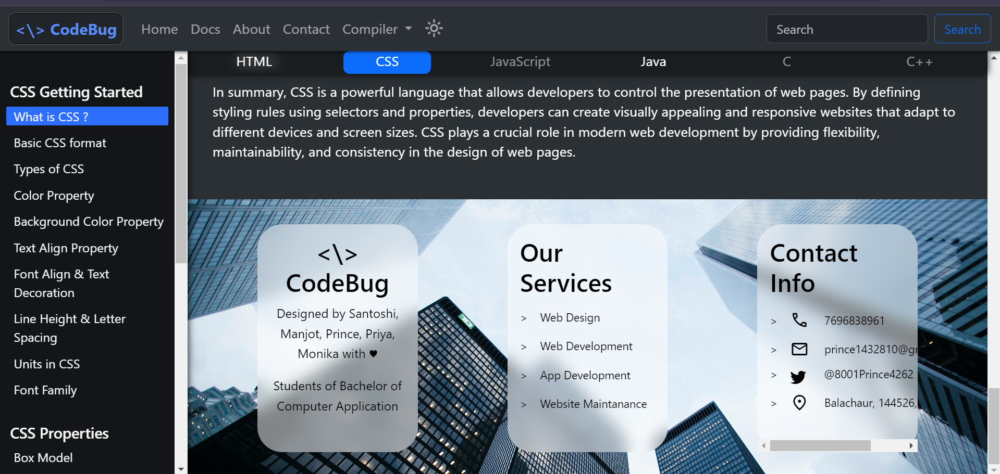 <\> CodeBug
Home Docs About Contact Compiler
Search
Search
HTML CSS JavaScript Java C C++
CSS Getting Started
What is CSS ?
Basic CSS format
Types of CSS
Color Property
Background Color Property
Text Align Property
Font Align & Text
Decoration
Line Height & Letter
Spacing
Units in CSS
Font Family
CSS Properties
Box Model
In summary, CSS is a powerful language that allows developers to control the presentation of web pages. By defining
styling rules using selectors and properties, developers can create visually appealing and responsive websites that adapt to
different devices and screen sizes. CSS plays a crucial role in modern web development by providing flexibility,
maintainability, and consistency in the design of web pages.
<\>
CodeBug
Designed by Santoshi,
Manjot, Prince, Priya,
Monika with ♥
Students of Bachelor of
Computer Application
Our
Services
> Web Design
> Web Development
> App Development
> Website Maintanance
Contact
Info
> 7696838961
> prince1432810@g
> @8001Prince4262
> Balachaur, 144526,